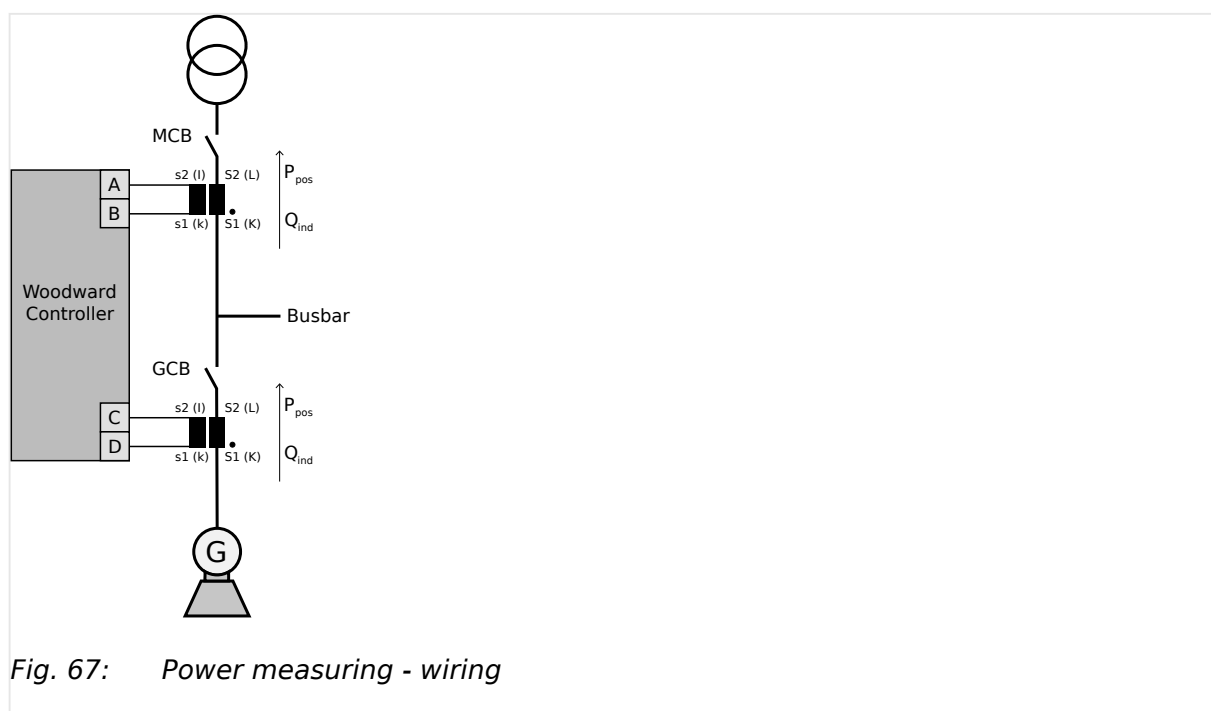 MCB
s2 (l) S2 (L)
A
P pos
B
s1 (k) S1 (K)
Q ind
Woodward
Controller
Busbar
GCB
s2 (l) S2 (L)
P pos
C
D
s1 (k) S1 (K)
Q ind
G
Fig. 67: Power measuring - wiring